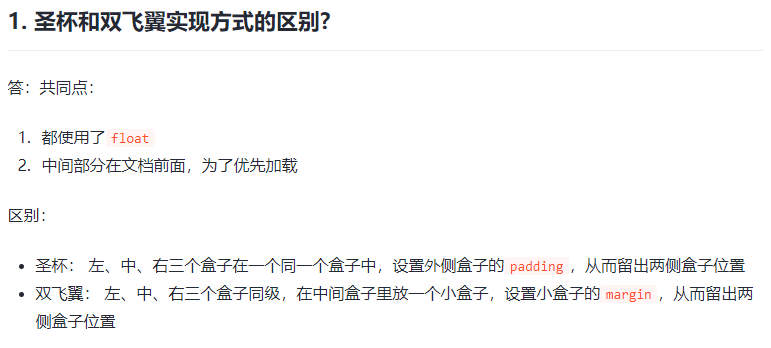 1. 圣杯和双飞翼实现方式的区别?
答：共同点：
1. 都使用了 float
2. 中间部分在文档前面，为了优先加载
区别：
• 圣杯： 左、中、右三个盒子在一个同一个盒子中，设置外侧盒子的 padding ，从而留出两侧盒子位置
• 双飞翼： 左、中、右三个盒子同级，在中间盒子里放一个小盒子，设置小盒子的 margin ，从而留出两
侧盒子位置